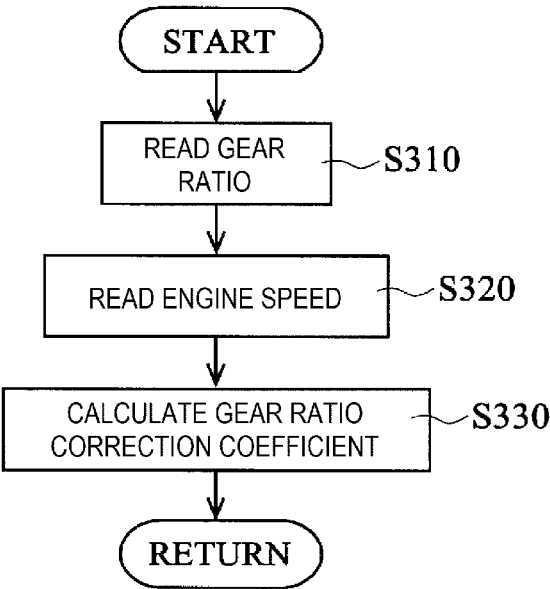 START
READ GEAR
RATIO
S310
READ ENGINE SPEED
S320
CALCULATE GEAR RATIO
CORRECTION COEFFICIENT
S330
RETURN